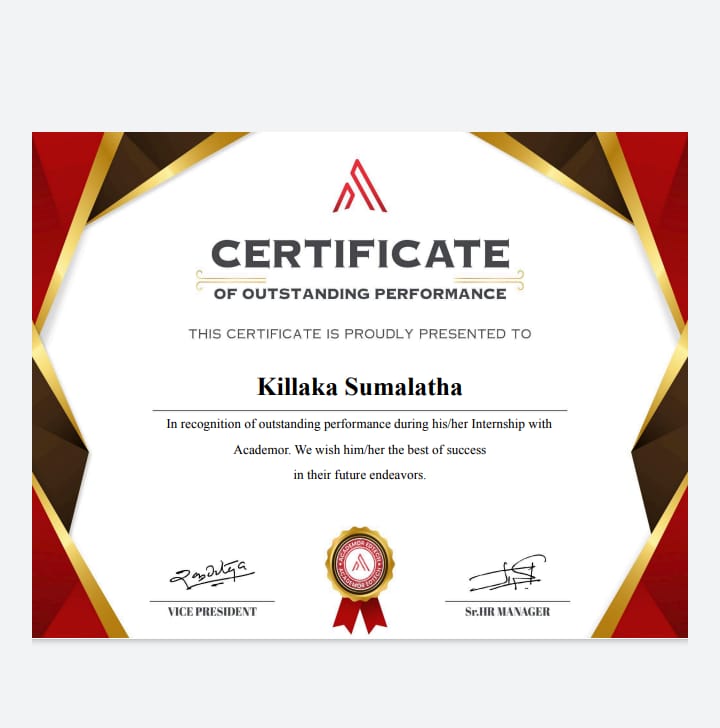 CERTIFICATE
OF OUTSTANDING PERFORMANCE
THIS CERTIFICATE IS PROUDLY PRESENTED TO
Killaka Sumalatha
In recognition of outstanding performance during his/her Internship with
Academor. We wish him/her the best of success
in their future endeavors.
ACADEMOR EDTECH
ACADEMOR EDTECH
VICE PRESIDENT
Sr.HR MANAGER